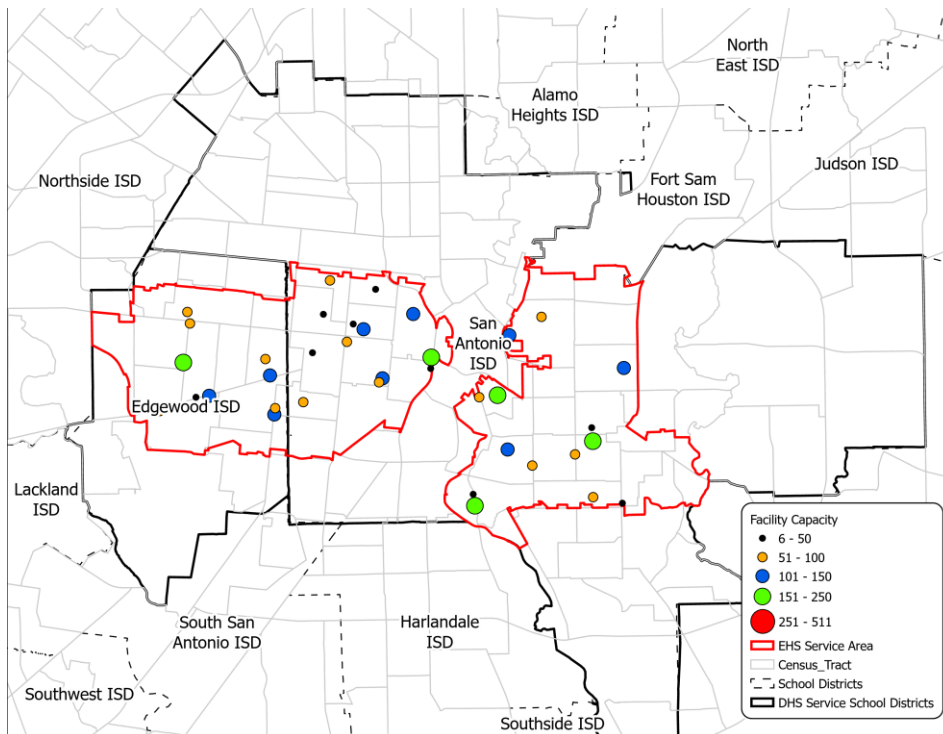 North
East ISD
Alamo
Heights ISD
Judson ISD
Northside ISD
Fort Sam
Houston ISD
San
Antonio
ISD
Edgewood ISD
Lackland
ISD
South San
Antonio ISD
Harlandale
ISD
Southwest ISD
Southside ISD
Facility Capacity
6 - 50
51 - 100
101 - 150
151 - 250
251 - 511
EHS Service Area
Census_Tract
School Districts
DHS Service School Districts